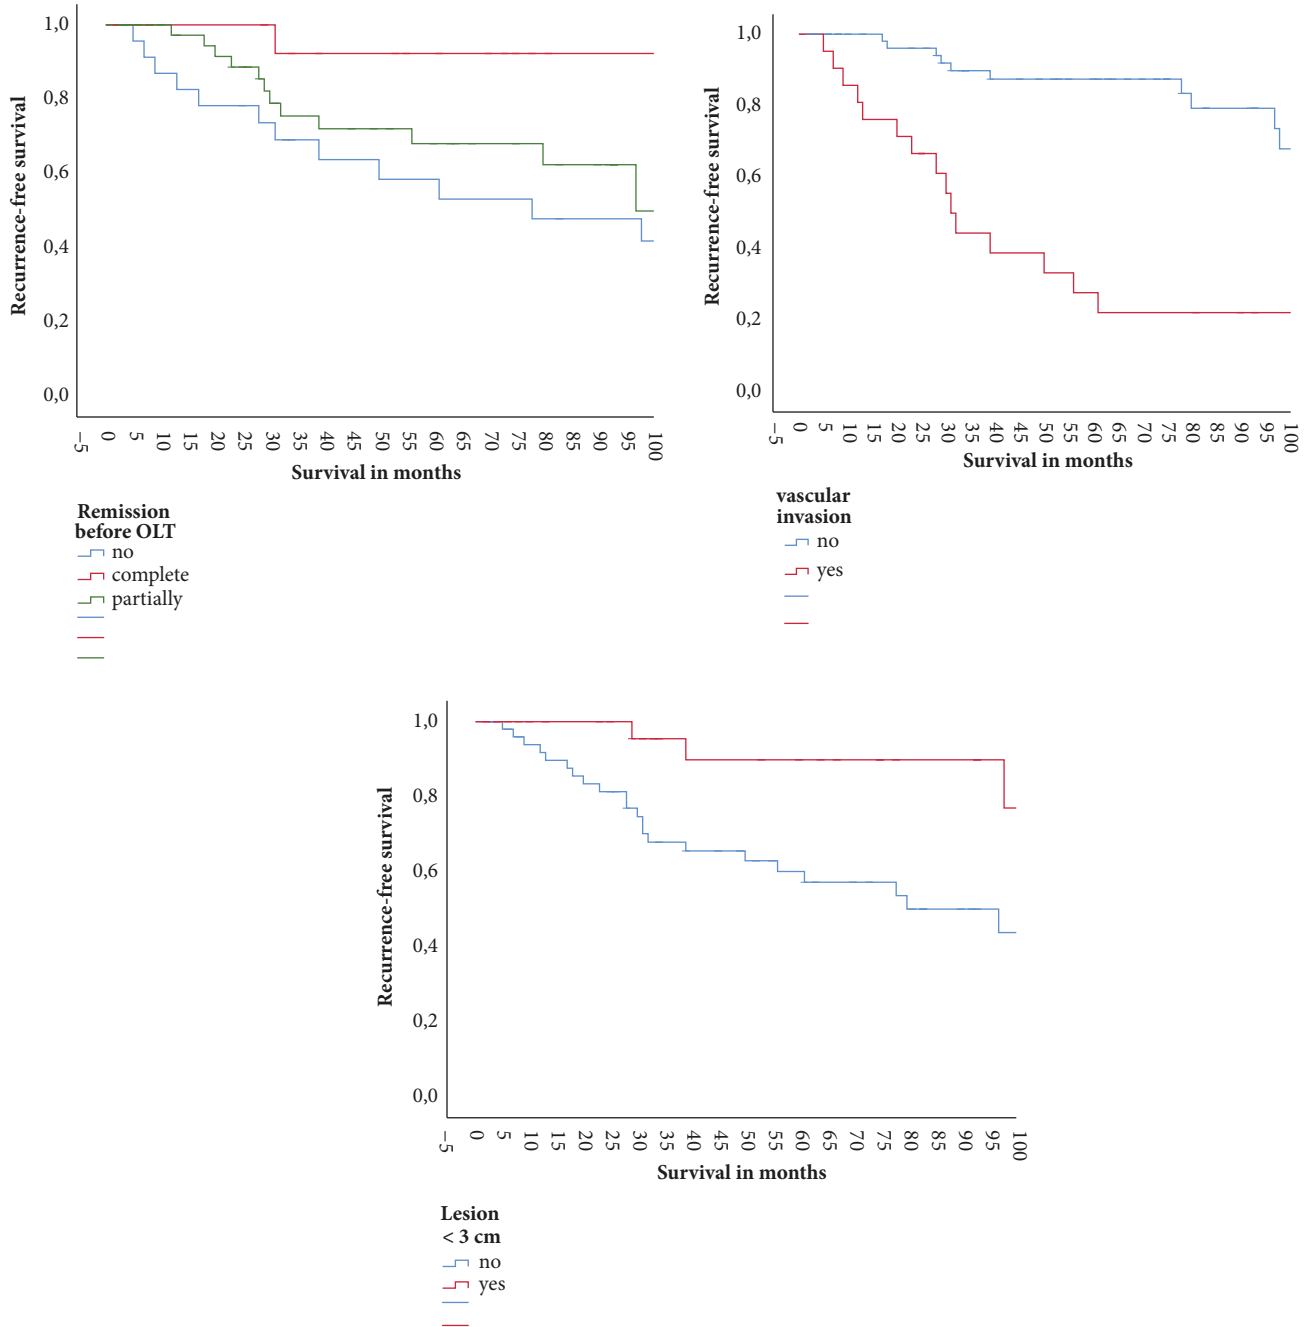 Recurrence-free survival
1,0
0,8
0,6
0,4
0,2
0,0
−5 0 5 10 15 20 25 30 35 40 45 50 55 60 65 70 75 80 85 90 95 100
Survival in months
Remission
before OLT
no
complete
partially
Recurrence-free survival
1,0
0,8
0,6
0,4
0,2
0,0
−5 0 5 10 15 20 25 30 35 40 45 50 55 60 65 70 75 80 85 90 95 100
Survival in months
vascular
invasion
no
yes
Recurrence-free survival
1,0
0,8
0,6
0,4
0,2
0,0
−5 0 5 10 15 20 25 30 35 40 45 50 55 60 65 70 75 80 85 90 95 100
Survival in months
Lesion
< 3 cm
no
yes